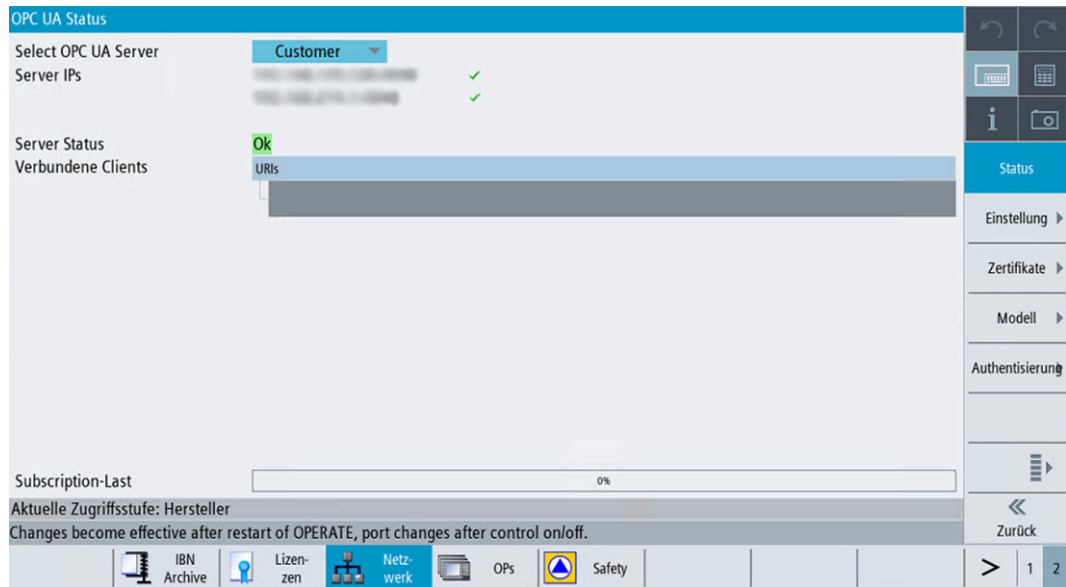 OPC UA Status
Select OPC UA Server
Customer
Server IPs
Server Status
Ok
Verbundene Clients
URIs
Subscription-Last
0%
Aktuelle Zugriffsstufe: Hersteller
Changes become effective after restart of OPERATE, port changes after control on/off.
i
Status
Einstellung
Zertifikate
Modell
Authentisierung
Zurück
IBN
Archive
Lizen-
zen
Netz-
werk
OPs
Safety
> 1 2